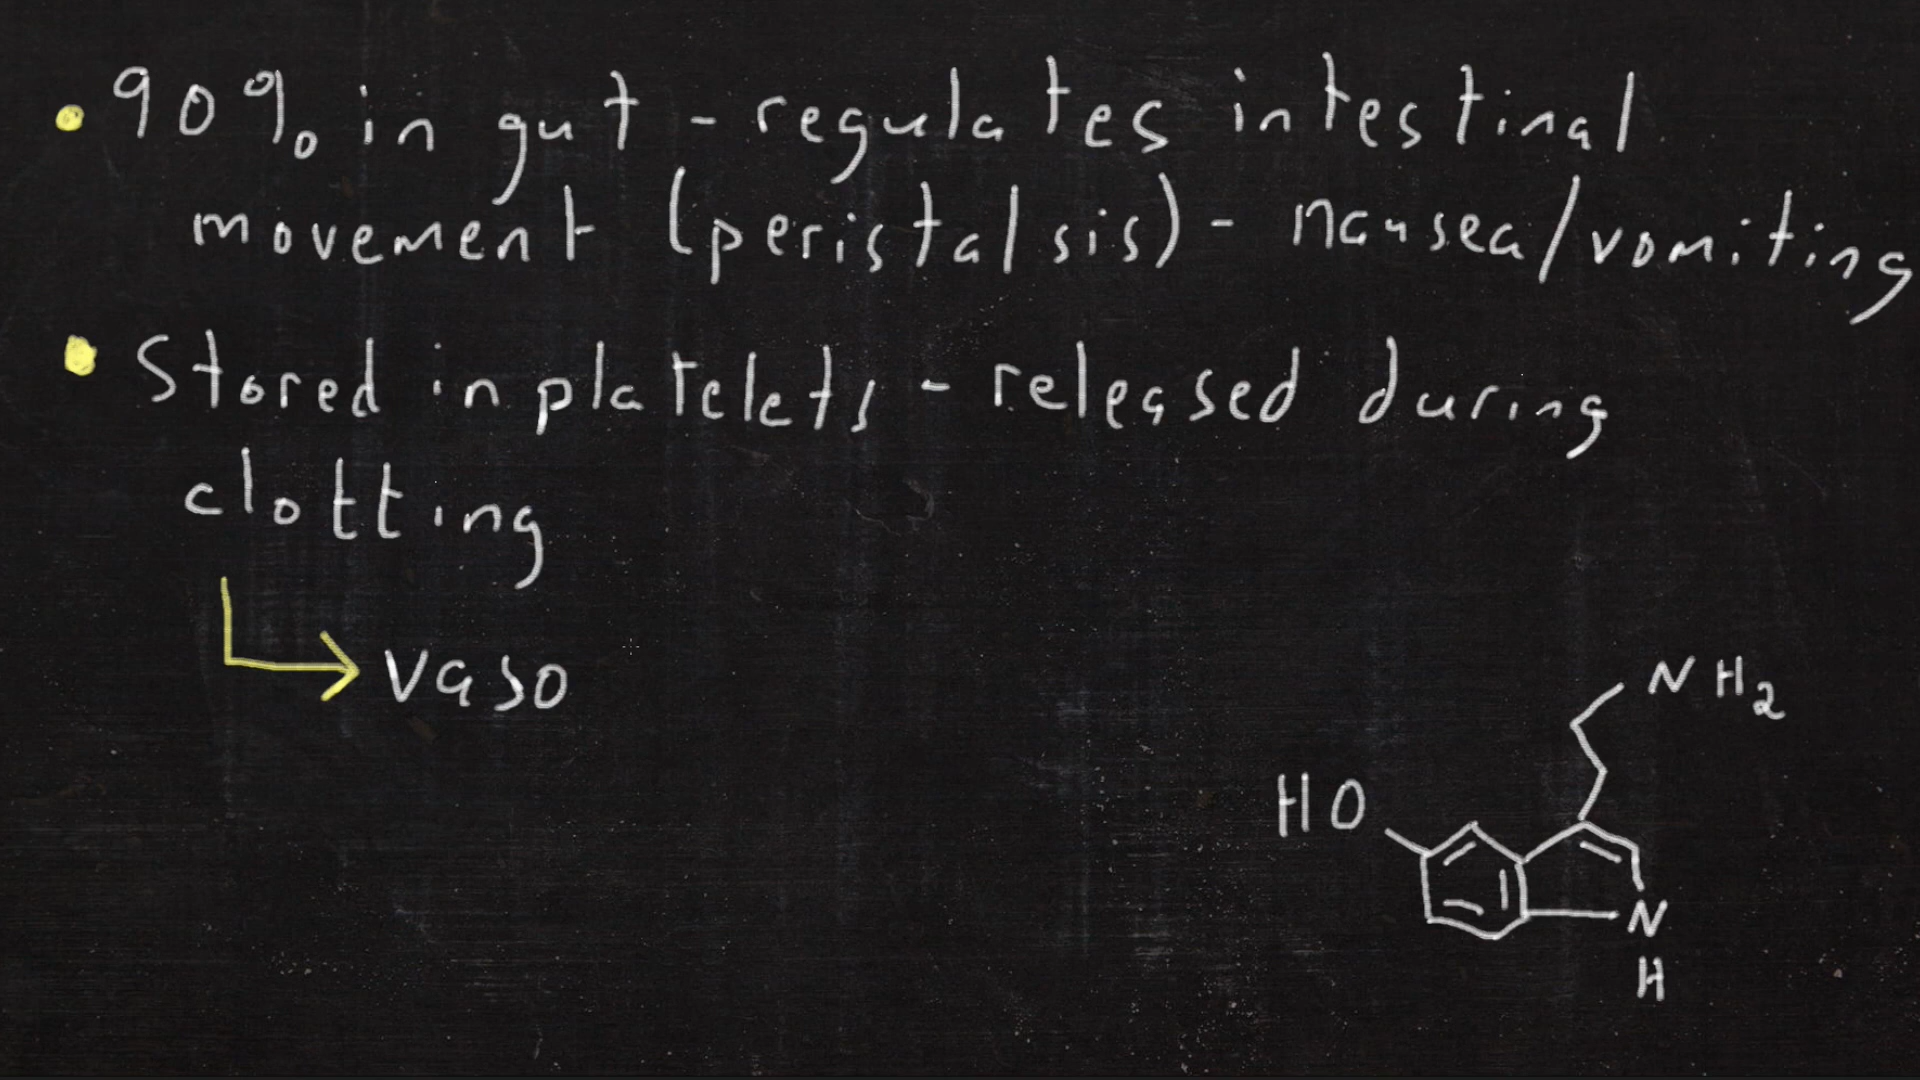 • 90% in gut - regulates intestinal
movement (peristalsis) - nausea/vomiting
• Stored in platelets - released during
clotting
vaso
NH2
HO
N
H